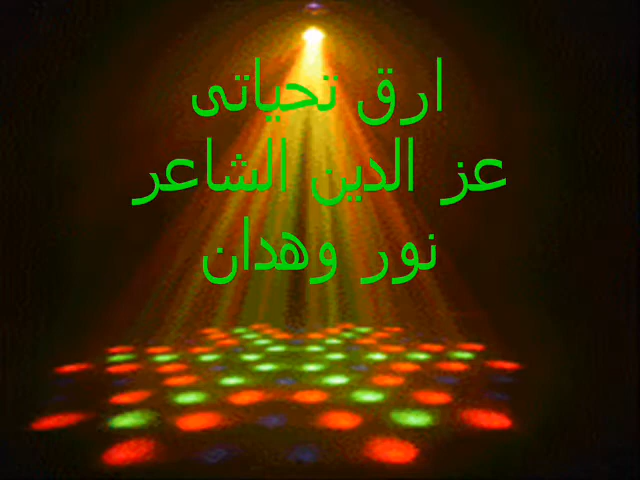 ارق تحياتى
عز الدين الشاعر
نور وهدان